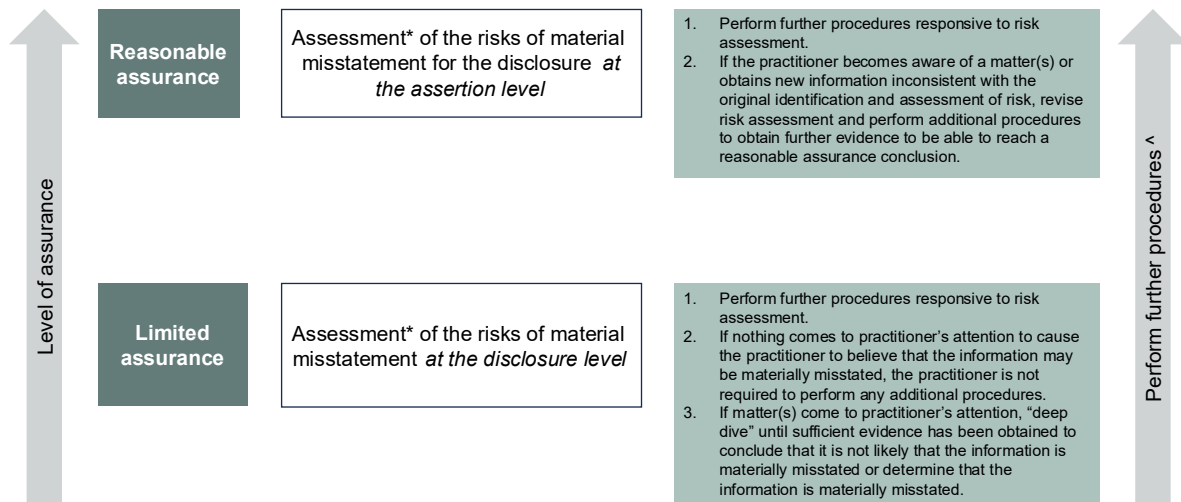 Level of assurance
Reasonable
assurance
Assessment* of the risks of material
misstatement for the disclosure at
the assertion level
1. Perform further procedures responsive to risk
assessment.
2. If the practitioner becomes aware of a matter(s) or
obtains new information inconsistent with the
original identification and assessment of risk, revise
risk assessment and perform additional procedures
to obtain further evidence to be able to reach a
reasonable assurance conclusion.
Limited
assurance
Assessment* of the risks of material
misstatement at the disclosure level
1. Perform further procedures responsive to risk
assessment.
2. If nothing comes to practitioner’s attention to cause
the practitioner to believe that the information may
be materially misstated, the practitioner is not
required to perform any additional procedures.
3. If matter(s) come to practitioner’s attention, “deep
dive” until sufficient evidence has been obtained to
conclude that it is not likely that the information is
materially misstated or determine that the
information is materially misstated.
Perform further procedures ^